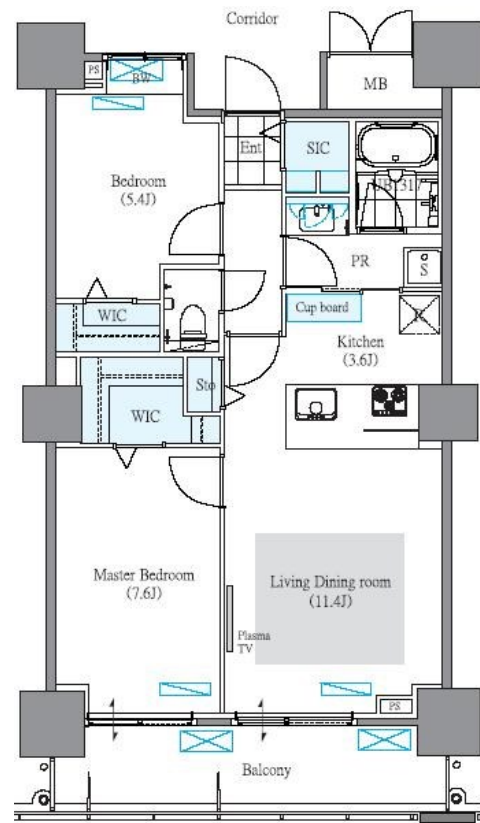 Corridor
PS
BW
MB
Ent
SIC
UB1317
Bedroom
(5.4J)
PR
S
WIC
Cup board
R
Kitchen
(3.6J)
Sto
WIC
Master Bedroom
(7.6J)
Living Dining room
(11.4J)
Plasma
TV
PS
Balcony